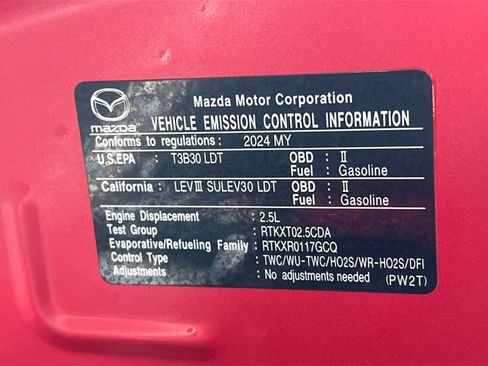 mazda
Mazda Motor Corporation
VEHICLE EMISSION CONTROL INFORMATION
Conforms to regulations: 2024 MY
U.S.EPA : T3B30 LDT OBD : Ⅱ
Fuel : Gasoline
California : LEVⅢ SULEV30 LDT OBD : Ⅱ
Fuel : Gasoline
Engine Displacement : 2.5L
Test Group : RTKXT02.5CDA
Evaporative/Refueling Family : RTKXR0117GCQ
Control Type : TWC/WU-TWC/HO2S/WR-HO2S/DFI
Adjustments : No adjustments needed
(PW2T)